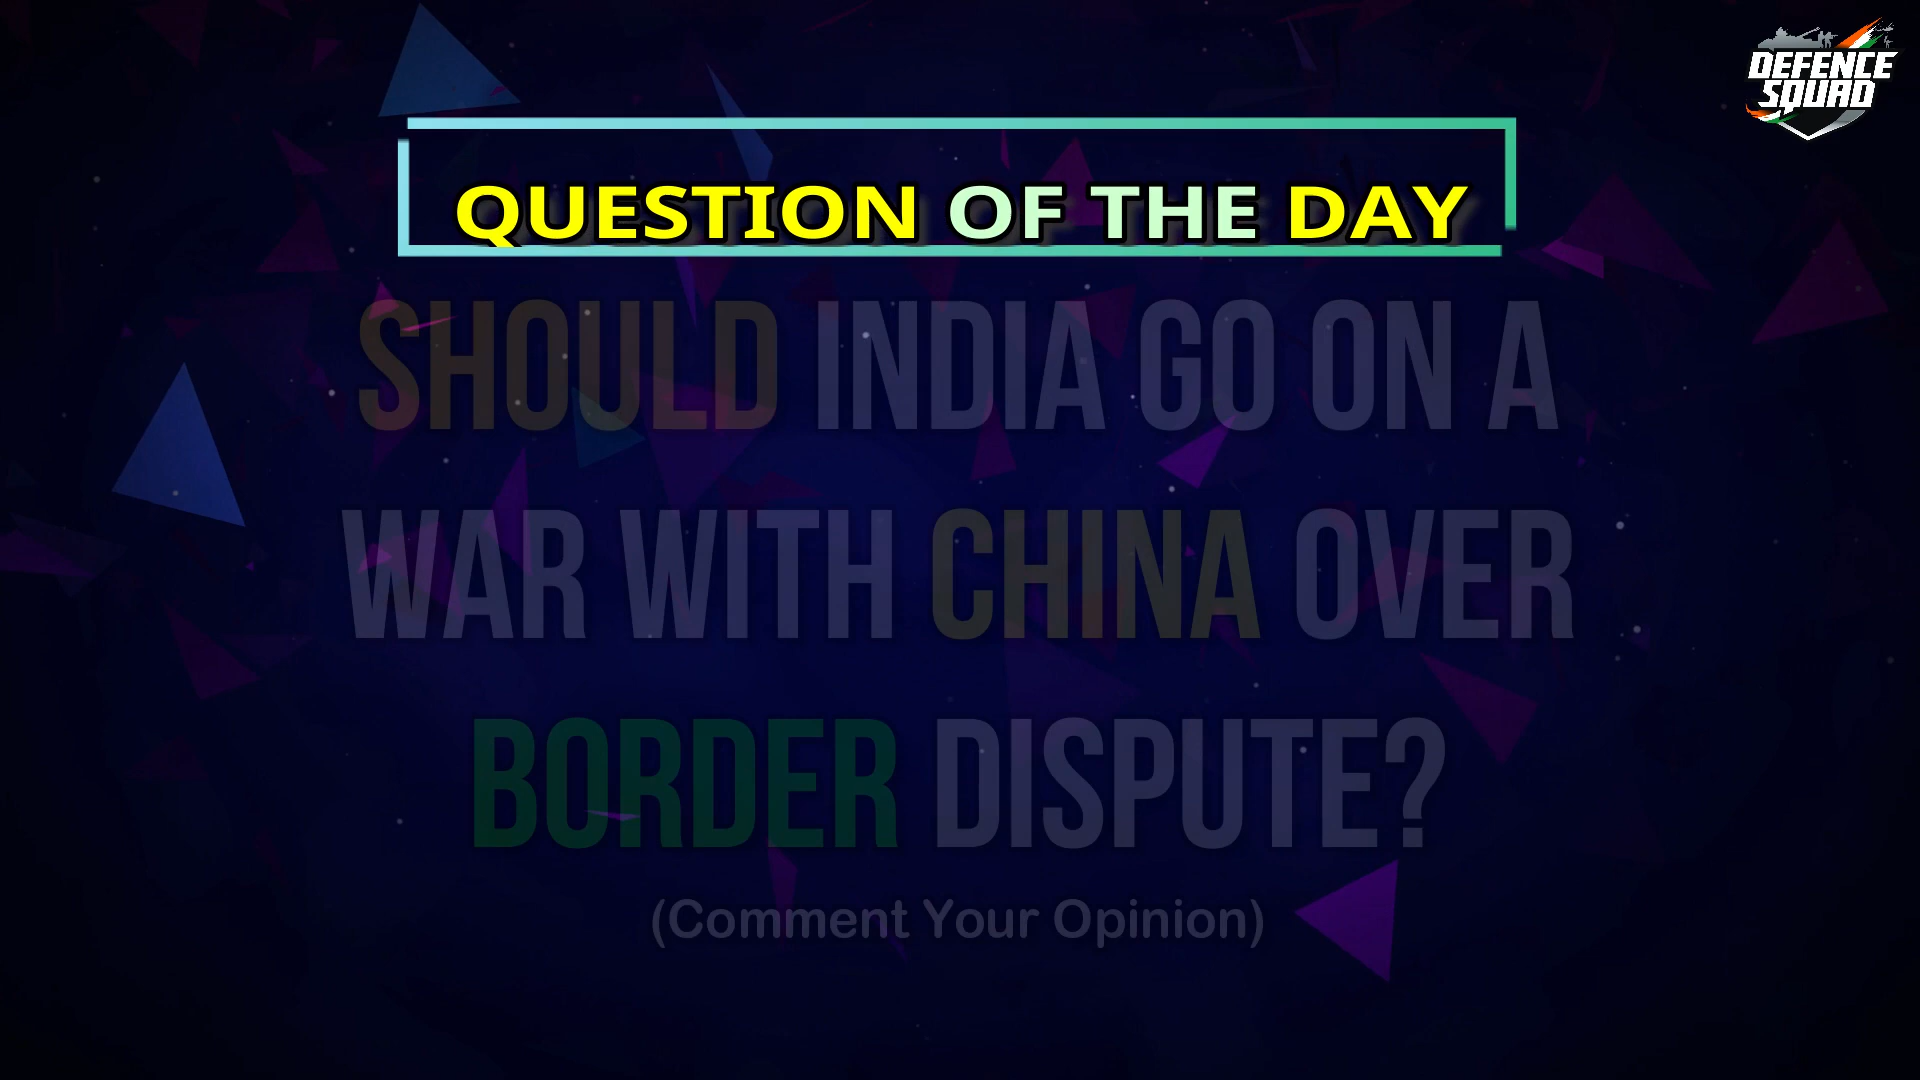 DEFENCE
SQUAD
QUESTION OF THE DAY
SHOULD INDIA GO ON A
WAR WITH CHINA OVER
BORDER DISPUTE?
(Comment Your Opinion)